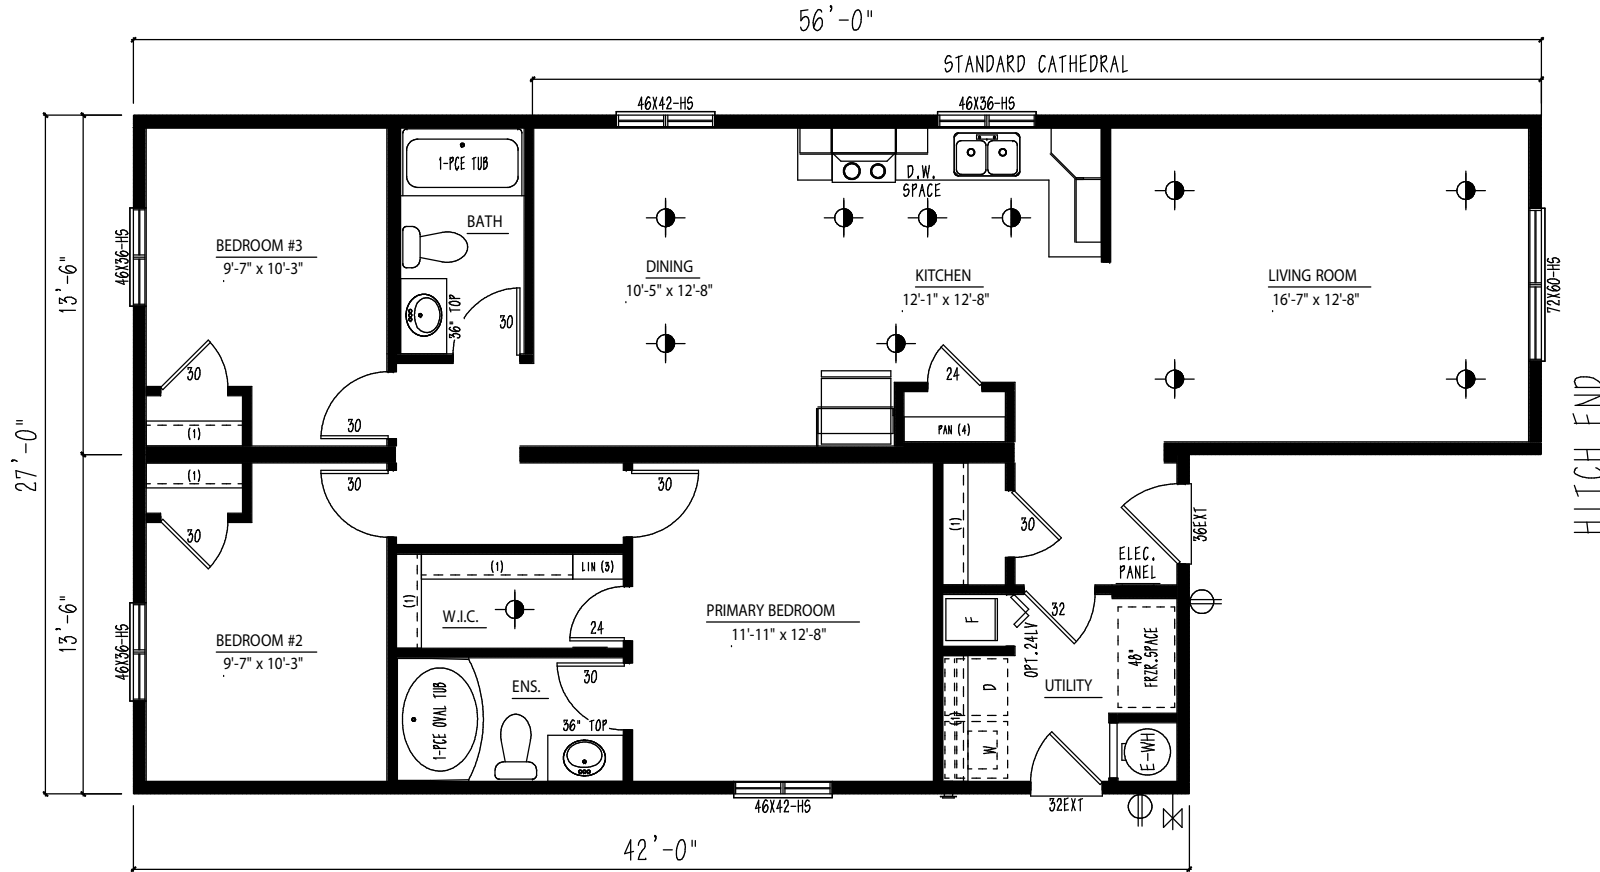 56'-0"
STANDARD CATHEDRAL
46X42-HS
46X36-HS
1-PCE TUB
D.W.
SPACE
BATH
BEDROOM #3
9'-7" x 10'-3"
46X36-HS
DINING
10'-5" x 12'-8"
KITCHEN
12'-1" x 12'-8"
LIVING ROOM
16'-7" x 12'-8"
72X60-HS
13'-6"
36" TOP
30
30
24
30
(1)
PAN (4)
HITCH END
27'-0"
(1)
30
30
30
(1)
30
36EXT
ELEC.
PANEL
(1)
LIN (3)
(1)
W.I.C.
24
PRIMARY BEDROOM
11'-11" x 12'-8"
F
32
OPT.24LV
48"
FRZR.SPACE
13'-6"
BEDROOM #2
9'-7" x 10'-3"
46X36-HS
30
ENS.
1-PCE OVAL TUB
36" TOP
D
UTILITY
(1)
W
E-WH
46X42-HS
32EXT
42'-0"